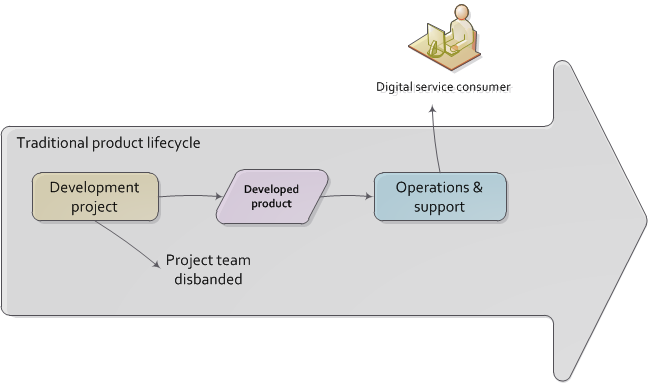 Digital service consumer
Traditional product lifecycle
Development
project
Developed
product
Operations &
support
Project team
disbanded